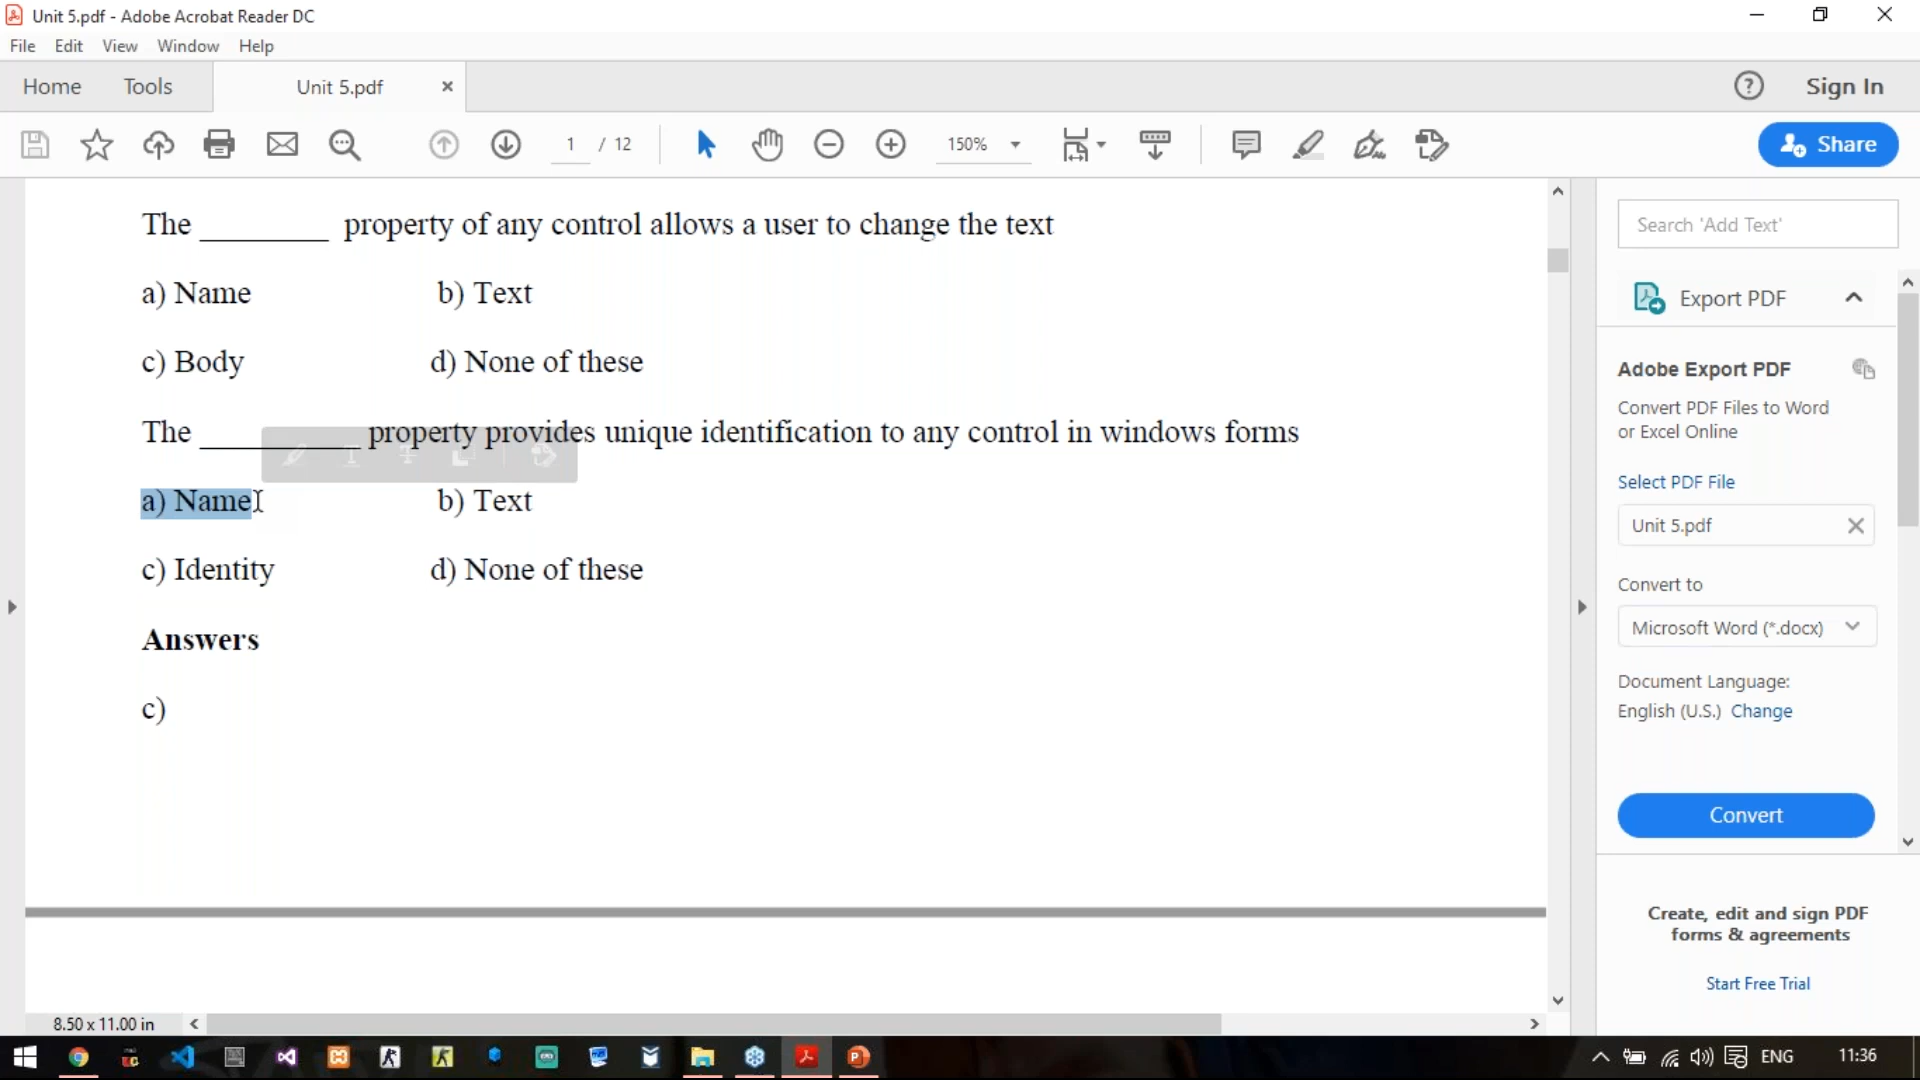 Unit 5.pdf - Adobe Acrobat Reader DC
File Edit View Window Help
Home Tools Unit 5.pdf Sign In
1 / 12 150% Share
The ________ property of any control allows a user to change the text
a) Name b) Text
c) Body d) None of these
The __________ property provides unique identification to any control in windows forms
a) Name b) Text
c) Identity d) None of these
Answers
c)
8.50 x 11.00 in
Search 'Add Text'
Export PDF
Adobe Export PDF
Convert PDF Files to Word
or Excel Online
Select PDF File
Unit 5.pdf
Convert to
Microsoft Word (*.docx)
Document Language:
English (U.S.) Change
Convert
Create, edit and sign PDF
forms & agreements
Start Free Trial
ENG 11:36